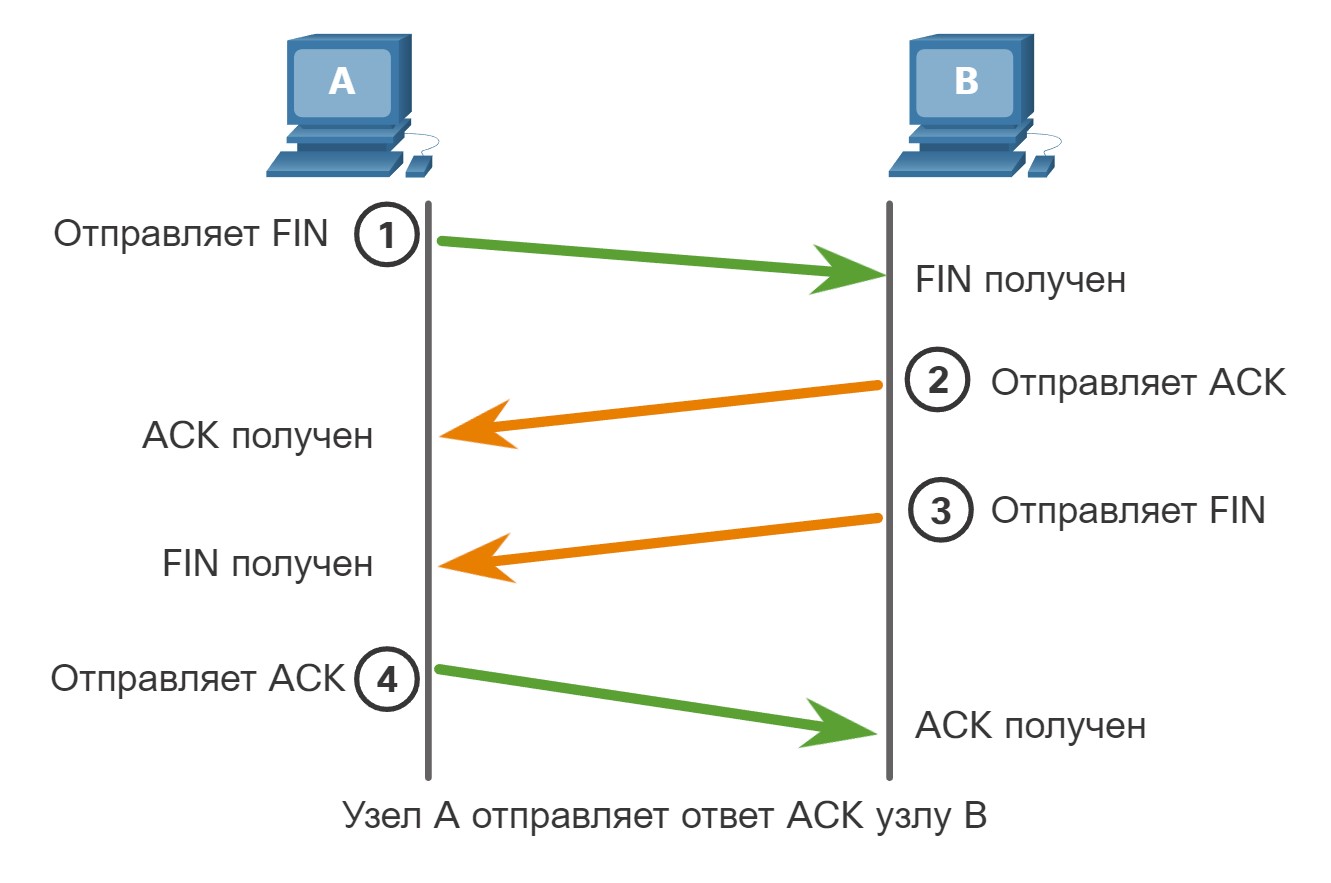 A
B
Отправляет FIN
1
FIN получен
2
Отправляет ACK
ACK получен
3
Отправляет FIN
FIN получен
Отправляет ACK
4
ACK получен
Узел A отправляет ответ ACK узлу B